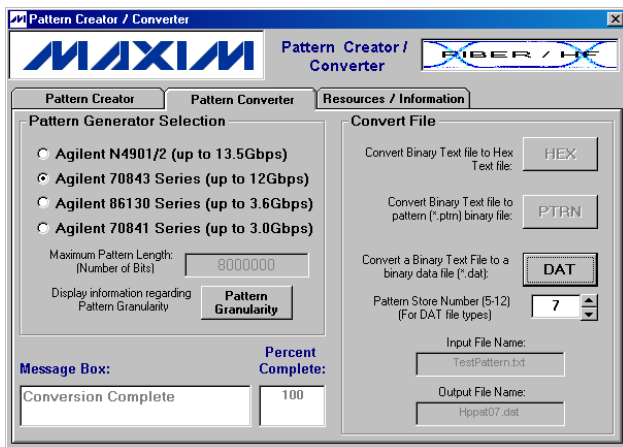 Pattern Creator / Converter
MAXIM
Pattern Creator /
Converter
FIBER / HF
Pattern Creator
Pattern Converter
Resources / Information
Pattern Generator Selection
Agilent N4901/2 (up to 13.5Gbps)
Agilent 70843 Series (up to 12Gbps)
Agilent 86130 Series (up to 3.6Gbps)
Agilent 70841 Series (up to 3.0Gbps)
Maximum Pattern Length:
(Number of Bits)
8000000
Display information regarding
Pattern Granularity
Pattern
Granularity
Message Box:
Conversion Complete
Percent
Complete:
100
Convert File
Convert Binary Text file to Hex
Text file:
HEX
Convert Binary Text file to
pattern (*.ptrn) binary file:
PTRN
Convert a Binary Text File to a
binary data file (*.dat):
DAT
Pattern Store Number (5-12)
(For DAT file types)
7
Input File Name:
TestPattern.txt
Output File Name:
Hppat07.dat